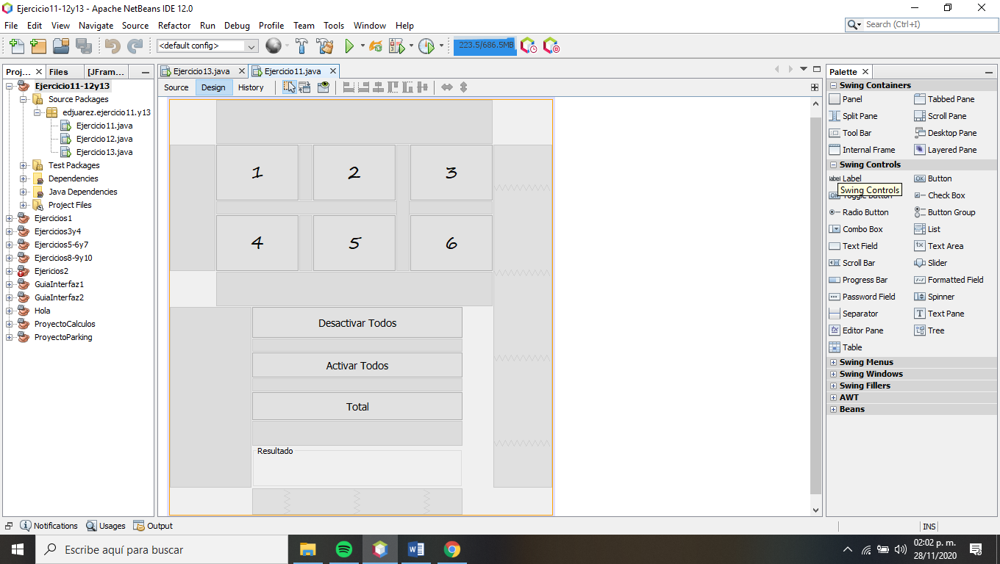 Ejercicio11-12y13 - Apache NetBeans IDE 12.0
File Edit View Navigate Source Refactor Run Debug Profile Team Tools Window Help
Search (Ctrl+I)
<default config>
223.5/686.5MB
Proj... Files [JFram...
Ejercicio13.java Ejercicio11.java
Palette
Source Design History
Ejercicio11-12y13
Source Packages
edjuarez.ejercicio11.y13
Ejercicio11.java
Ejercicio12.java
Ejercicio13.java
Test Packages
Dependencies
Java Dependencies
Project Files
Ejercicios1
Ejercicios3y4
Ejercicios5-6y7
Ejercicios8-9y10
Ejericios2
GuiaInterfaz1
GuiaInterfaz2
Hola
ProyectoCalculos
ProyectoParking
1 2 3
4 5 6
Desactivar Todos
Activar Todos
Total
Resultado
Swing Containers
Panel Tabbed Pane
Split Pane Scroll Pane
Tool Bar Desktop Pane
Internal Frame Layered Pane
Swing Controls
Label Button
Swing Controls
Toggle Button Check Box
Radio Button Button Group
Combo Box List
Text Field Text Area
Scroll Bar Slider
Progress Bar Formatted Field
Password Field Spinner
Separator Text Pane
Editor Pane Tree
Table
Swing Menus
Swing Windows
Swing Fillers
AWT
Beans
Notifications Usages Output
INS
Escribe aquí para buscar
02:02 p. m.
28/11/2020